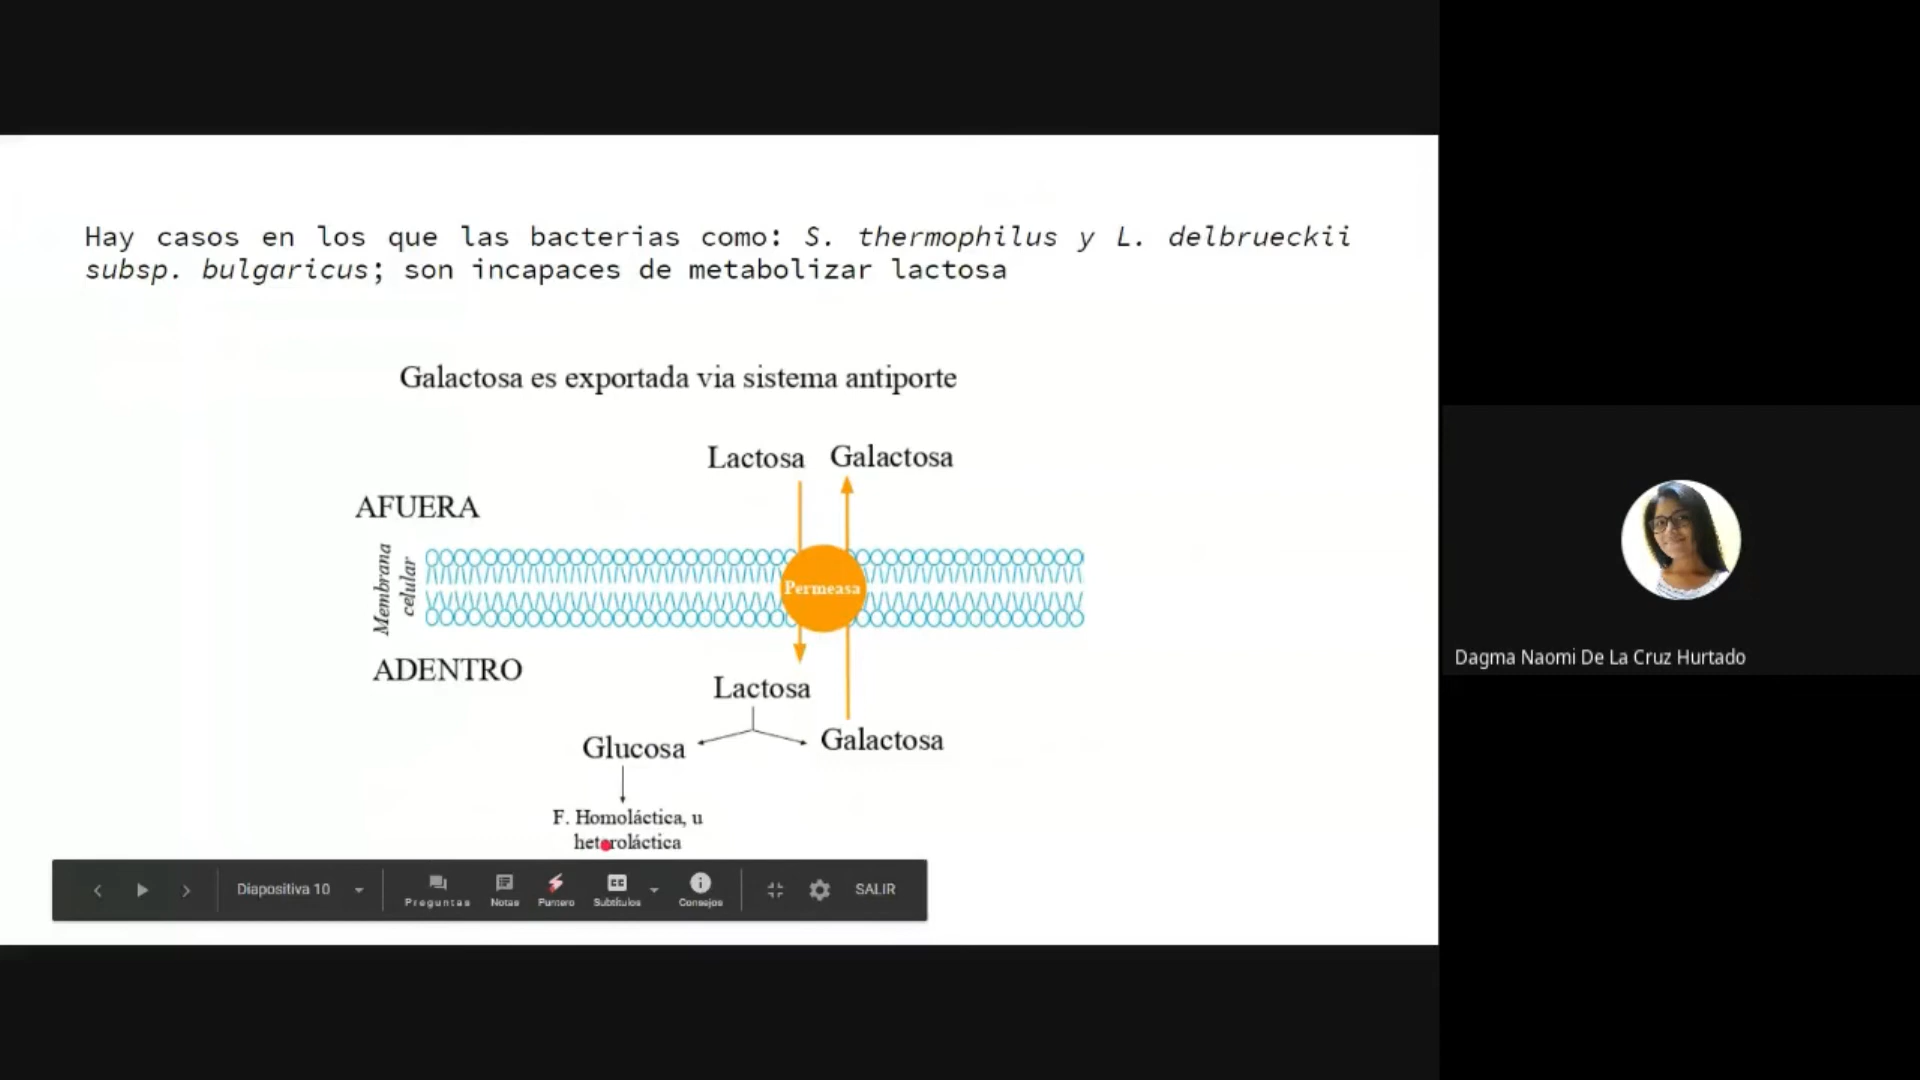 Hay casos en los que las bacterias como: S. thermophilus y L. delbrueckii
subsp. bulgaricus; son incapaces de metabolizar lactosa
Galactosa es exportada via sistema antiporte
Lactosa Galactosa
AFUERA
Membrana
celular
Permeasa
ADENTRO
Lactosa
Glucosa
Galactosa
F. Homoláctica, u
heteroláctica
Diapositiva 10
Preguntas
Notas
Puntero
Subtítulos
Consejos
SALIR
Dagma Naomi De La Cruz Hurtado